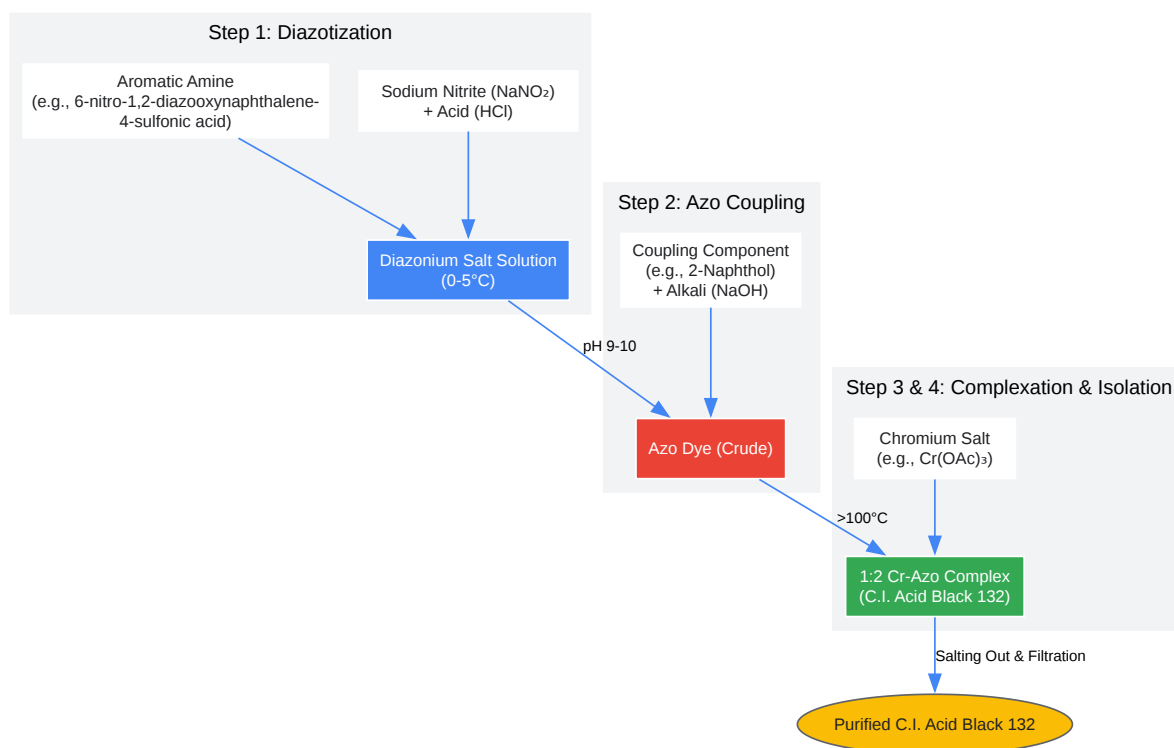 Step 1: Diazotization
Aromatic Amine
(e.g., 6-nitro-1,2-diazooxynaphthalene-
4-sulfonic acid)
Sodium Nitrite (NaNO₂)
+ Acid (HCl)
Diazonium Salt Solution
(0-5°C)
Step 2: Azo Coupling
Coupling Component
(e.g., 2-Naphthol)
+ Alkali (NaOH)
pH 9-10
Azo Dye (Crude)
Step 3 & 4: Complexation & Isolation
Chromium Salt
(e.g., Cr(OAc)₃)
>100°C
1:2 Cr-Azo Complex
(C.I. Acid Black 132)
Salting Out & Filtration
Purified C.I. Acid Black 132